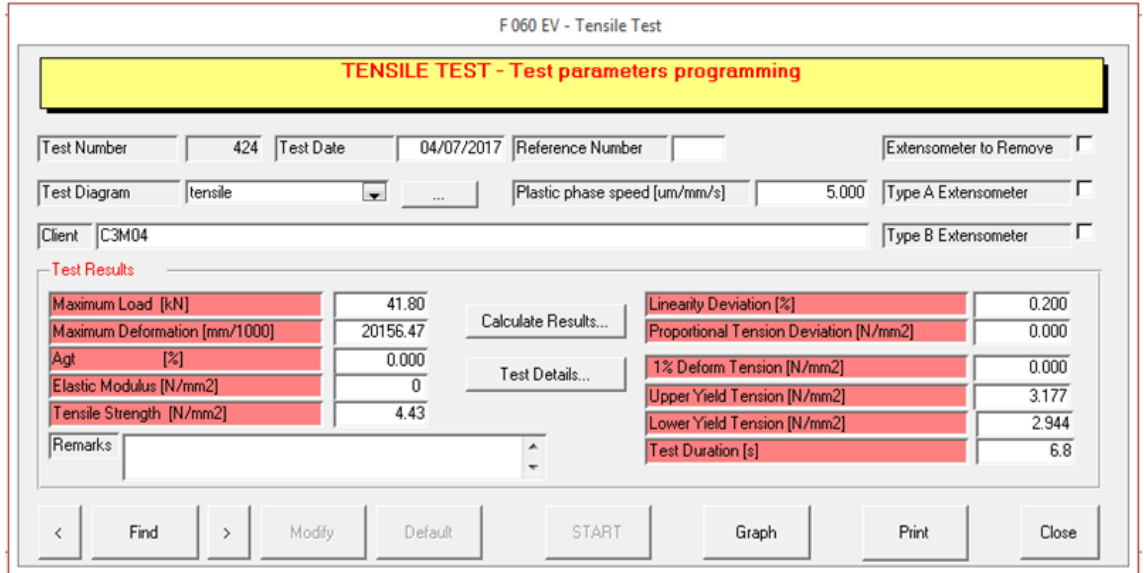 F 060 EV - Tensile Test
TENSILE TEST - Test parameters programming
Test Number 424 Test Date 04/07/2017 Reference Number Extensometer to Remove
Test Diagram tensile ... Plastic phase speed [um/mm/s] 5.000 Type A Extensometer
Client C3M04 Type B Extensometer
Test Results
Maximum Load [kN] 41.80 Calculate Results... Linearity Deviation [%] 0.200
Maximum Deformation [mm/1000] 20156.47 Proportional Tension Deviation [N/mm2] 0.000
Agt [%] 0.000 Test Details... 1% Deform Tension [N/mm2] 0.000
Elastic Modulus [N/mm2] 0 Upper Yield Tension [N/mm2] 3.177
Tensile Strength [N/mm2] 4.43 Lower Yield Tension [N/mm2] 2.944
Remarks Test Duration [s] 6.8
< Find > Modify Default START Graph Print Close